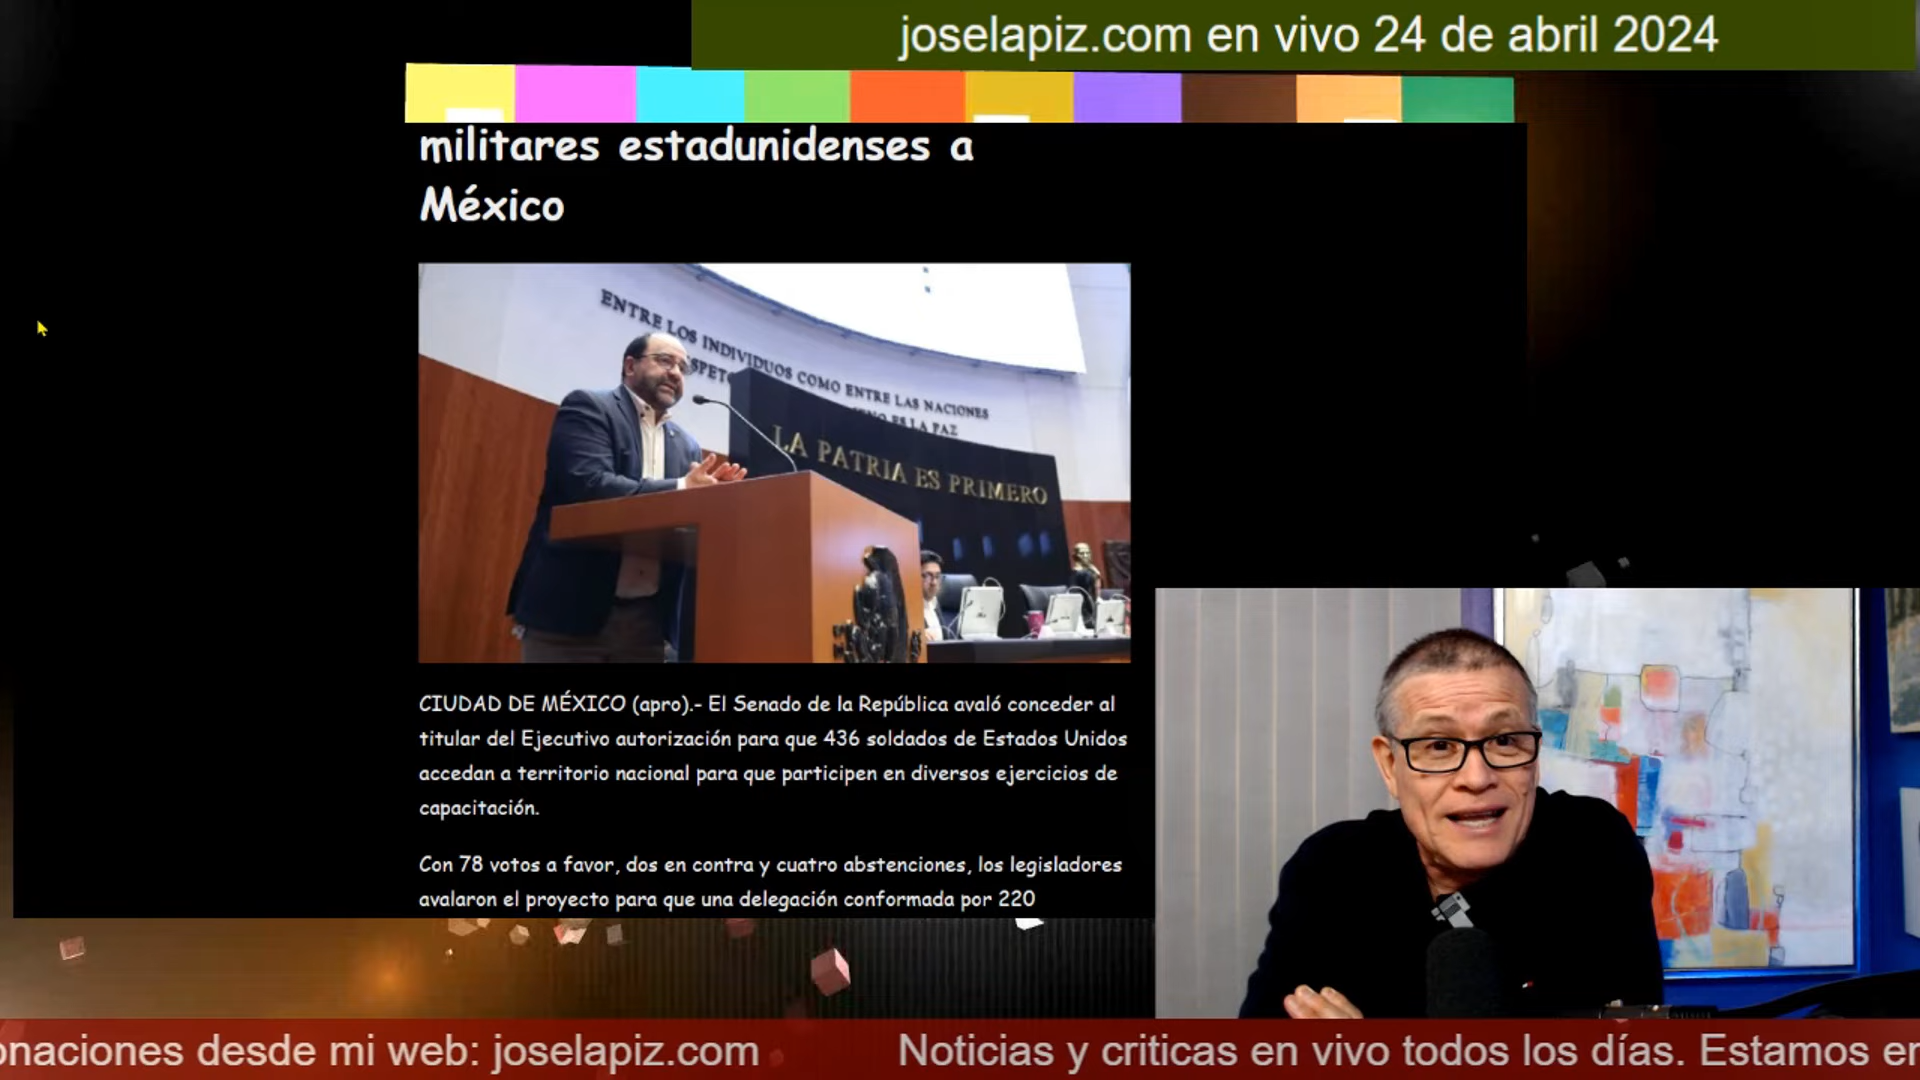 joselapiz.com en vivo 24 de abril 2024
militares estadunidenses a
México
ENTRE LOS INDIVIDUOS COMO ENTRE LAS NACIONES
ES LA PAZ
LA PATRIA ES PRIMERO
CIUDAD DE MÉXICO (apro).- El Senado de la República avaló conceder al
titular del Ejecutivo autorización para que 436 soldados de Estados Unidos
accedan a territorio nacional para que participen en diversos ejercicios de
capacitación.
Con 78 votos a favor, dos en contra y cuatro abstenciones, los legisladores
avalaron el proyecto para que una delegación conformada por 220
onaciones desde mi web: joselapiz.com Noticias y criticas en vivo todos los días. Estamos en